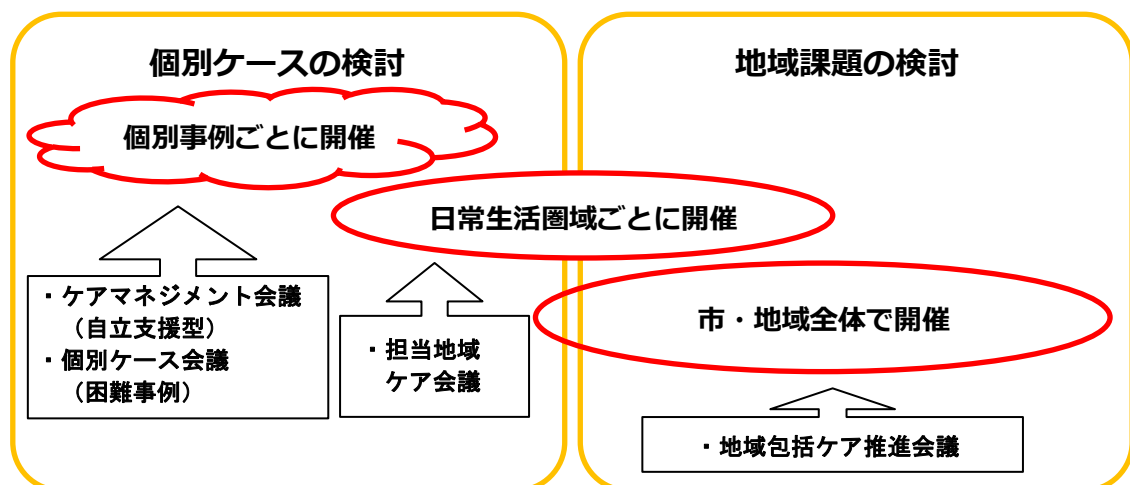 個別ケースの検討
個別事例ごとに開催
・ケアマネジメント会議
（自立支援型）
・個別ケース会議
（困難事例）
地域課題の検討
日常生活圏域ごとに開催
・担当地域
ケア会議
市・地域全体で開催
・地域包括ケア推進会議